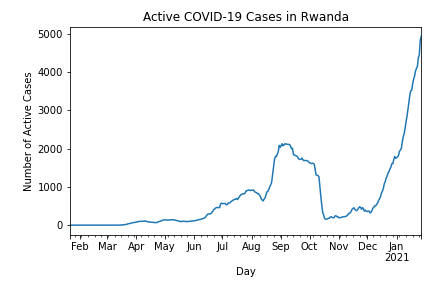 Active COVID-19 Cases in Rwanda
5000
4000
3000
2000
1000
0
Number of Active Cases
Feb Mar Apr May Jun Jul Aug Sep Oct Nov Dec Jan
2021
Day